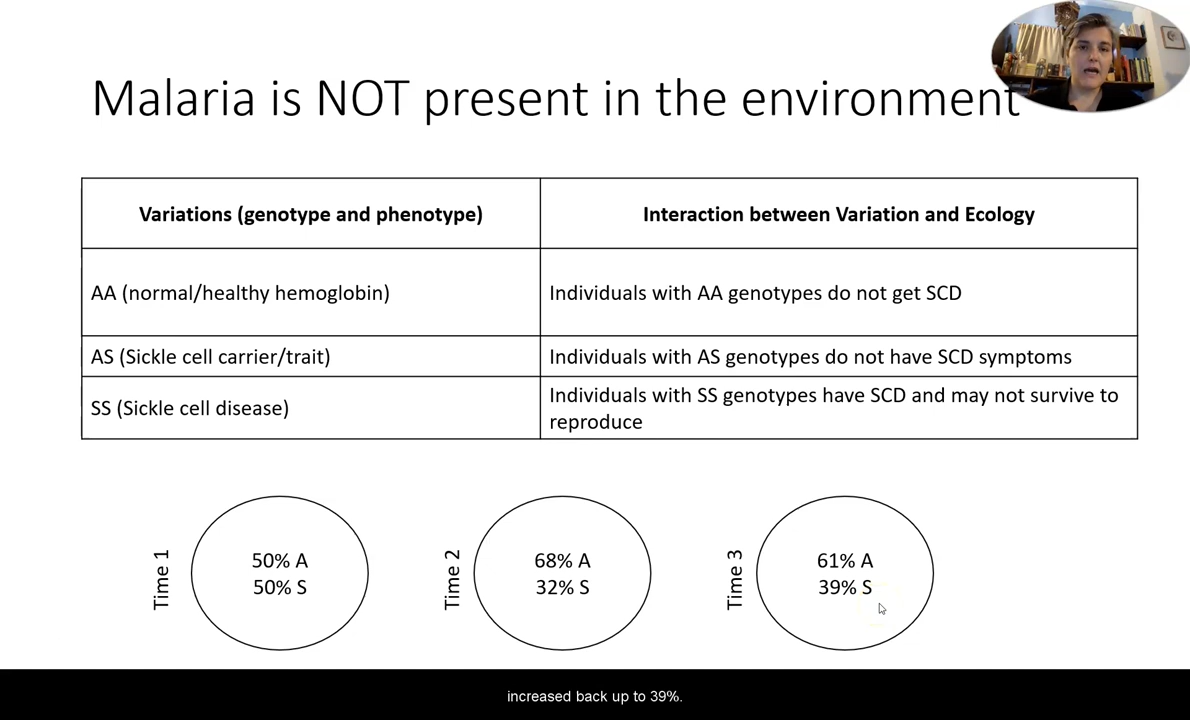 Malaria is NOT present in the environment
Variations (genotype and phenotype)
Interaction between Variation and Ecology
AA (normal/healthy hemoglobin)
Individuals with AA genotypes do not get SCD
AS (Sickle cell carrier/trait)
Individuals with AS genotypes do not have SCD symptoms
SS (Sickle cell disease)
Individuals with SS genotypes have SCD and may not survive to
reproduce
Time 1
50% A
50% S
Time 2
68% A
32% S
Time 3
61% A
39% S
increased back up to 39%.